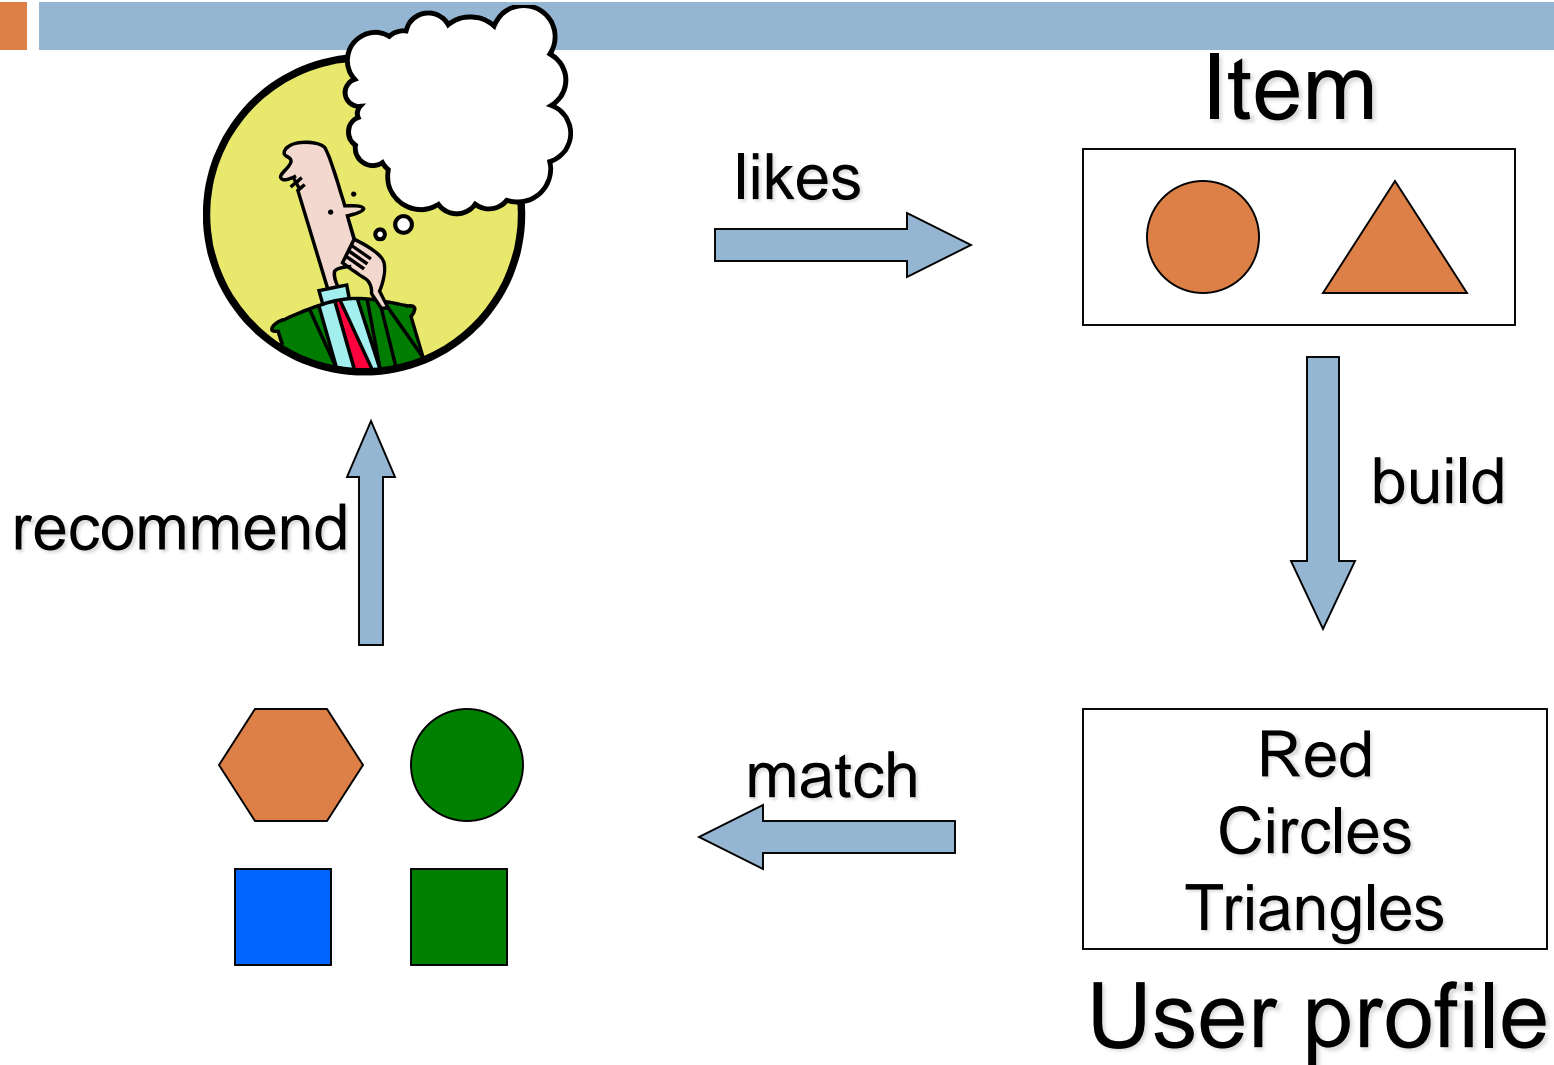 Item
likes
build
recommend
match
Red
Circles
Triangles
User profile